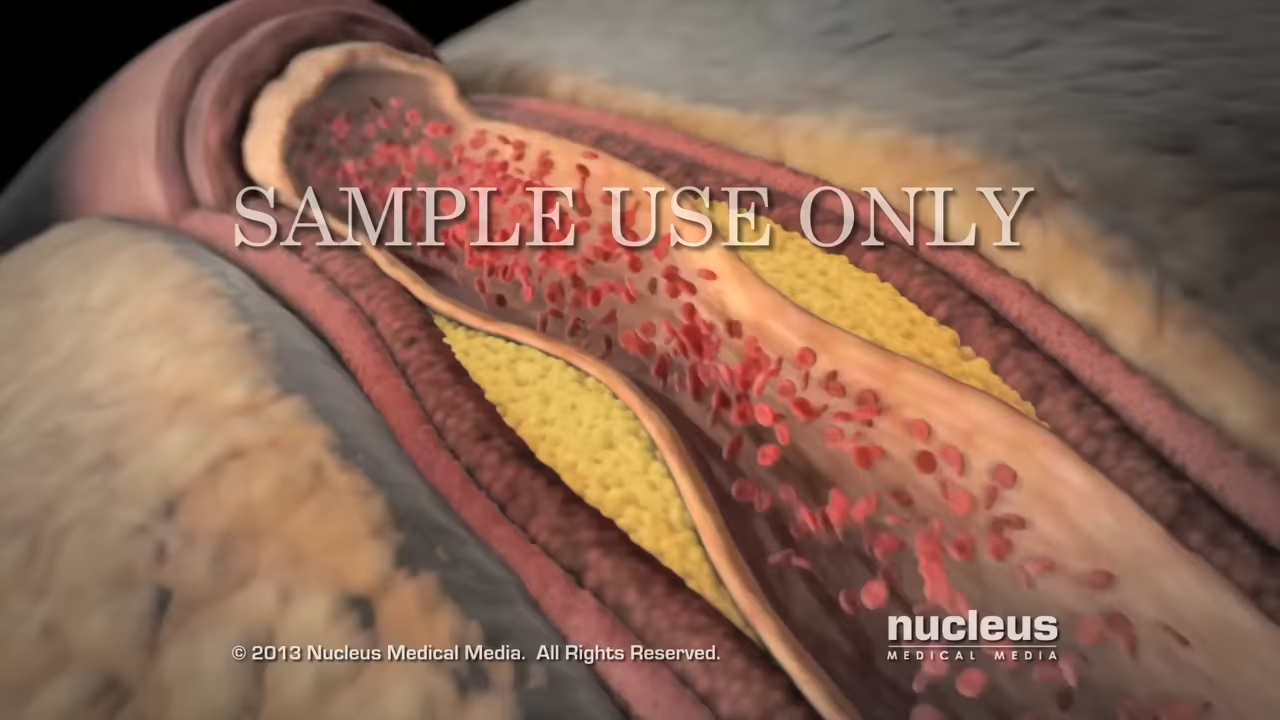 SAMPLE USE ONLY
nucleus
MEDICAL MEDIA
© 2013 Nucleus Medical Media. All Rights Reserved.